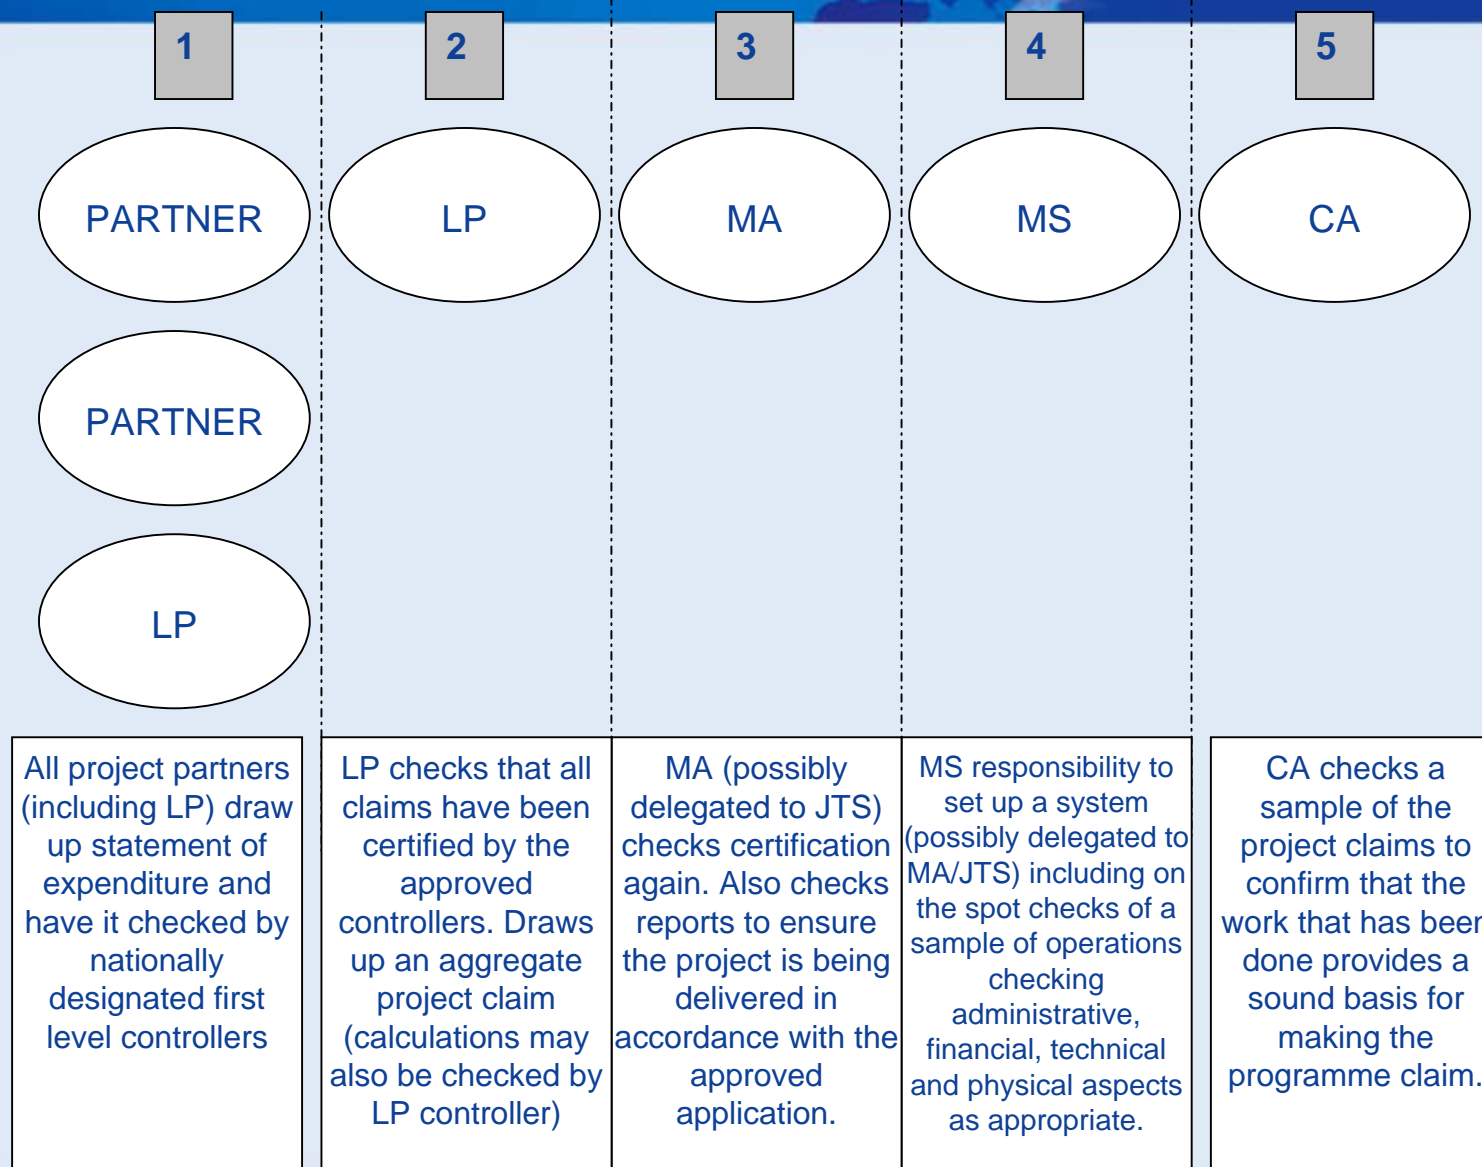 1
2
3
4
5
PARTNER
LP
MA
MS
CA
PARTNER
LP
All project partners
(including LP) draw
up statement of
expenditure and
have it checked by
nationally
designated first
level controllers
LP checks that all
claims have been
certified by the
approved
controllers. Draws
up an aggregate
project claim
(calculations may
also be checked by
LP controller)
MA (possibly
delegated to JTS)
checks certification
again. Also checks
reports to ensure
the project is being
delivered in
accordance with the
approved
application.
MS responsibility to
set up a system
(possibly delegated to
MA/JTS) including on
the spot checks of a
sample of operations
checking
administrative,
financial, technical
and physical aspects
as appropriate.
CA checks a
sample of the
project claims to
confirm that the
work that has been
done provides a
sound basis for
making the
programme claim.